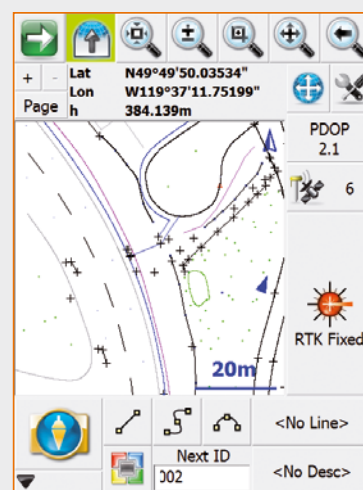 + - Lat N49°49'50.03534"
Lon W119°37'11.75199"
Page h 384.139m
PDOP
2.1
6
RTK Fixed
20m
<No Line>
Next ID
002
<No Desc>